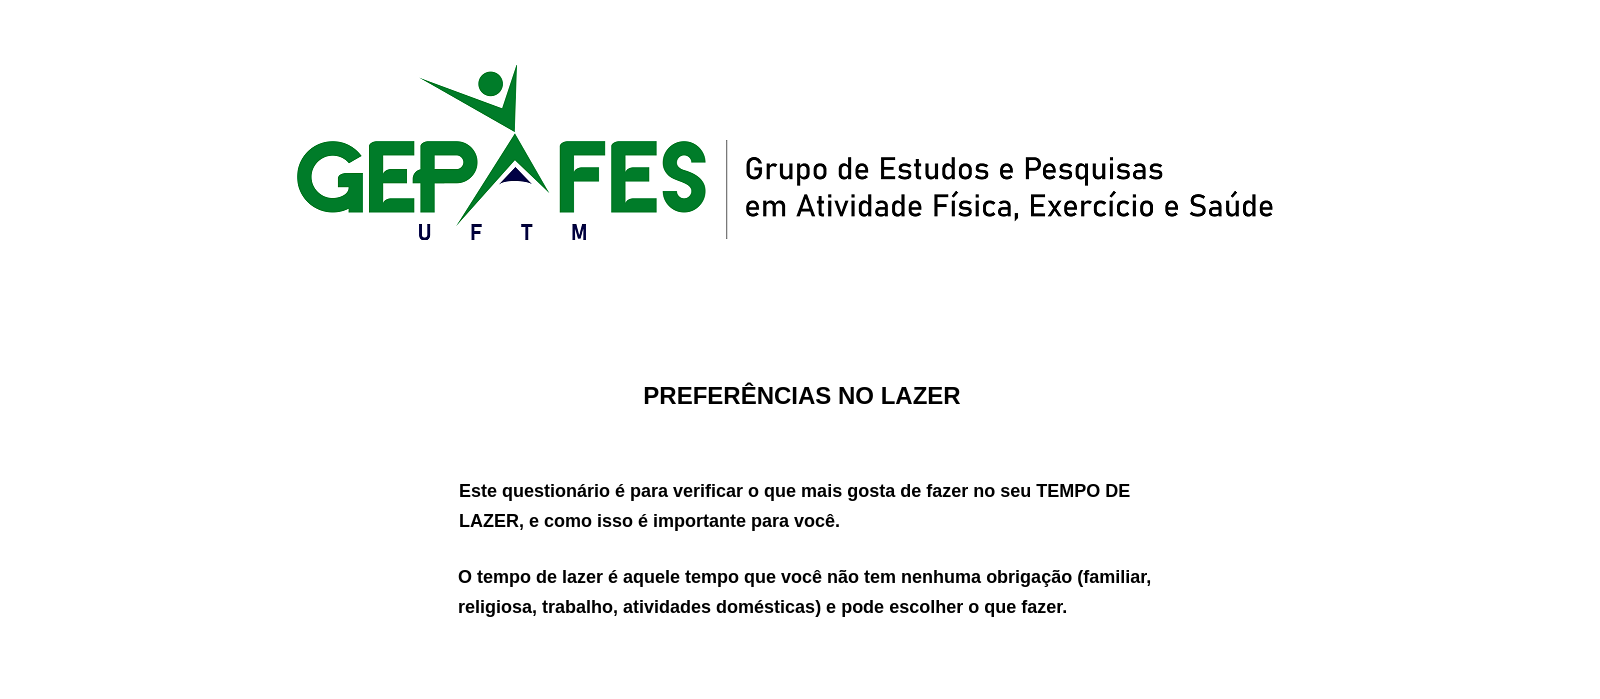 GEPAFES
UFTM
Grupo de Estudos e Pesquisas
em Atividade Física, Exercício e Saúde
PREFERÊNCIAS NO LAZER
Este questionário é para verificar o que mais gosta de fazer no seu TEMPO DE
LAZER, e como isso é importante para você.
O tempo de lazer é aquele tempo que você não tem nenhuma obrigação (familiar,
religiosa, trabalho, atividades domésticas) e pode escolher o que fazer.